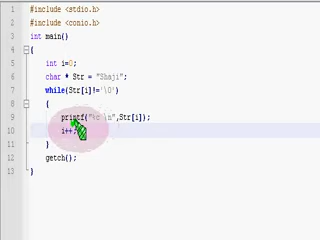 1 #include <stdio.h>
2 #include <conio.h>
3 int main()
4 {
5 int i=0;
6 char * Str = "Shaji";
7 while(Str[i]!='\0')
8 {
9 printf("%c \n",Str[i]);
10 i++;
11 }
12 getch();
13 }